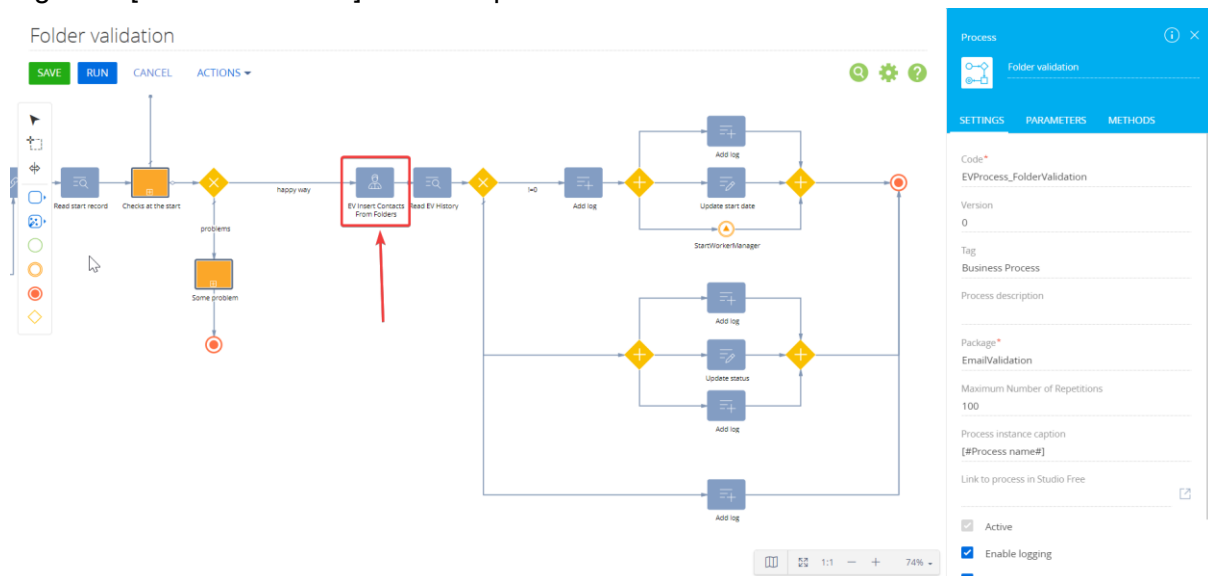 Folder validation
SAVE
RUN
CANCEL
ACTIONS
Read start record
Checks at the start
happy way
problems
Some problem
EV Insert Contacts
From Folders
Read EV History
!=0
Add log
Add log
Update start date
StartWorkerManager
Add log
Update status
Add log
Add log
1:1
74%
Process
Folder validation
SETTINGS
PARAMETERS
METHODS
Code*
EVProcess_FolderValidation
Version
0
Tag
Business Process
Process description
Package*
EmailValidation
Maximum Number of Repetitions
100
Process instance caption
[#Process name#]
Link to process in Studio Free
Active
Enable logging